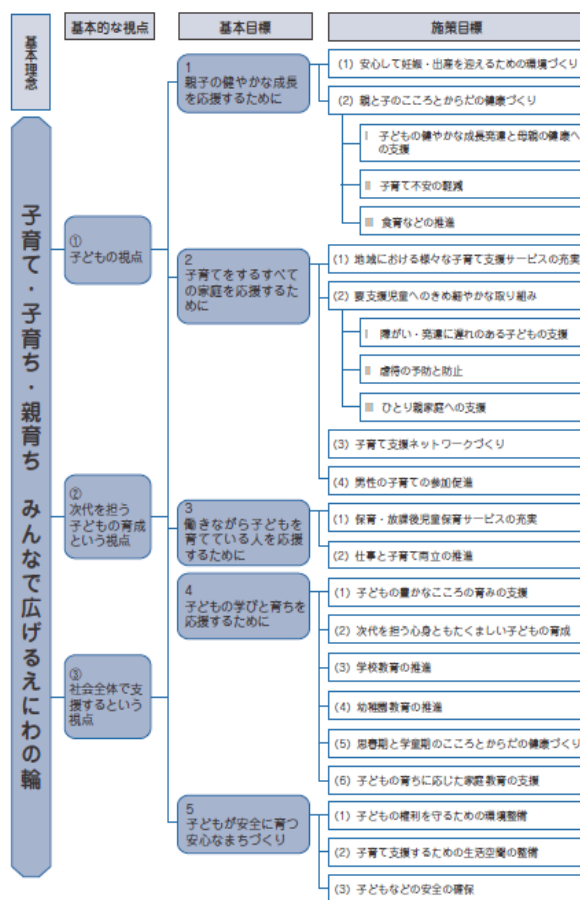 基本理念
基本的な視点
基本目標
施策目標
子育て・子育ち・親育ち みんなで広げるえにわの輪
①
子どもの視点
②
次代を担う
子どもの育成
という視点
③
社会全体で支
援するという
視点
1
親子の健やかな成長
を応援するために
(1) 安心して妊娠・出産を迎えるための環境づくり
(2) 親と子のこころとからだの健康づくり
Ⅰ 子どもの健やかな成長発達と母親の健康へ
の支援
Ⅱ 子育て不安の軽減
Ⅲ 食育などの推進
2
子育てをするすべて
の家庭を応援するた
めに
(1) 地域における様々な子育て支援サービスの充実
(2) 要支援児童へのきめ細やかな取り組み
Ⅰ 障がい・発達に遅れのある子どもの支援
Ⅱ 虐待の予防と防止
Ⅲ ひとり親家庭への支援
(3) 子育て支援ネットワークづくり
(4) 男性の子育ての参加促進
3
働きながら子どもを
育てている人を応援
するために
(1) 保育・放課後児童保育サービスの充実
(2) 仕事と子育て両立の推進
4
子どもの学びと育ちを
応援するために
(1) 子どもの豊かなこころの育みの支援
(2) 次代を担う心身ともたくましい子どもの育成
(3) 学校教育の推進
(4) 幼稚園教育の推進
(5) 思春期と学童期のこころとからだの健康づくり
(6) 子どもの育ちに応じた家庭教育の支援
5
子どもが安全に育つ
安心なまちづくり
(1) 子どもの権利を守るための環境整備
(2) 子育て支援するための生活空間の整備
(3) 子どもなどの安全の確保